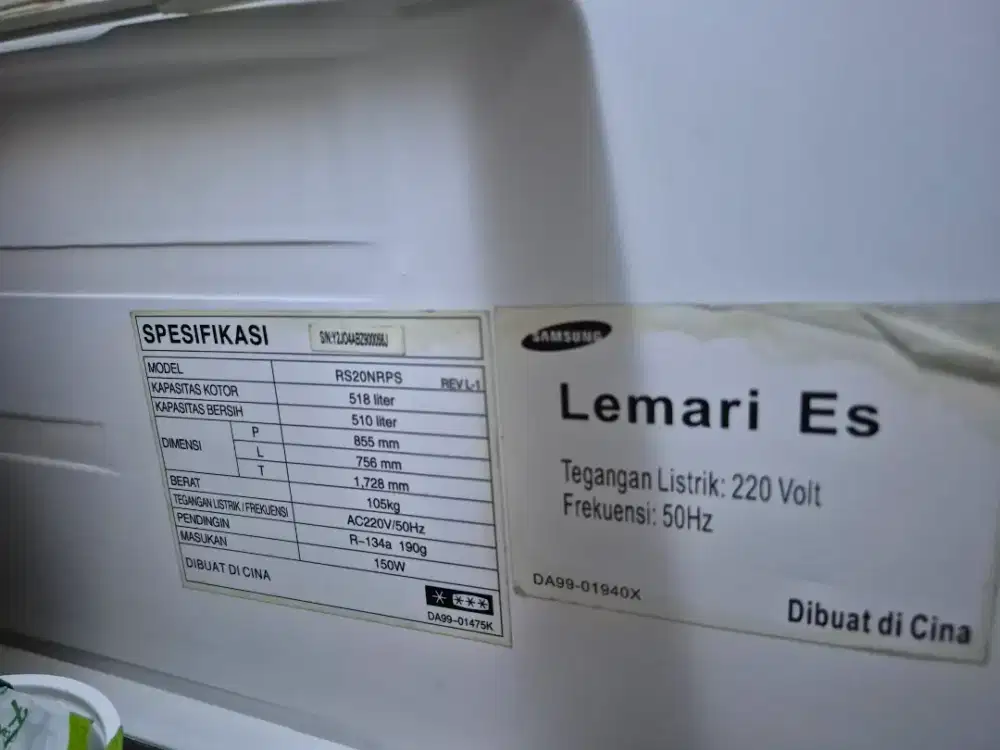 SPESIFIKASI
MODEL RS20NRPS REV.L-1
KAPASITAS KOTOR 518 liter
KAPASITAS BERSIH 510 liter
DIMENSI P 855 mm
L 756 mm
T 1,728 mm
BERAT 105kg
TEGANGAN LISTRIK / FREKUENSI AC220V/50Hz
PENDINGIN R-134a 190g
MASUKAN 150W
DIBUAT DI CINA
DA99-01475K
SAMSUNG
Lemari Es
Tegangan Listrik: 220 Volt
Frekuensi: 50Hz
DA99-01940X
Dibuat di Cina